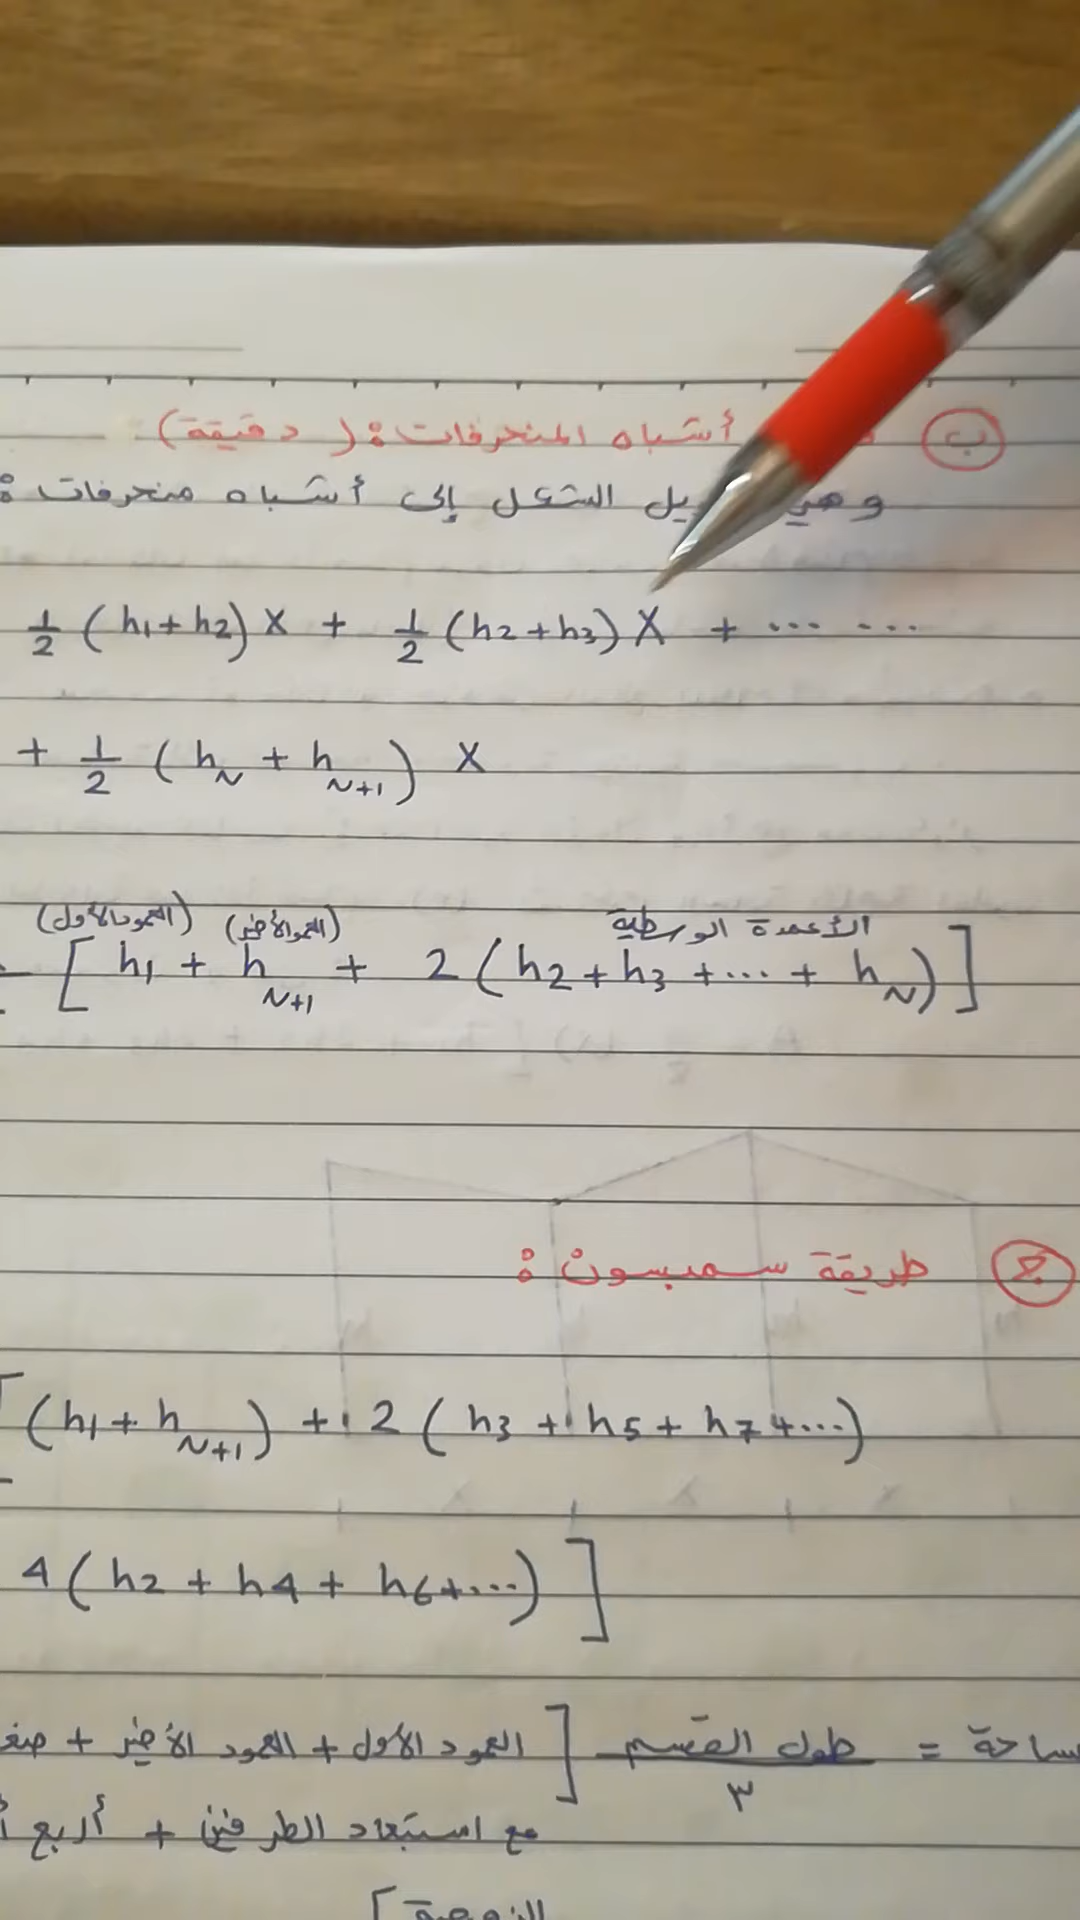 ب أشباه المنحرفات : ( دقيقة )
وهي يل الشكل إلى أشباه منحرفات :
1/2 (h1 + h2) X + 1/2 (h2 + h3) X + ... ...
+ 1/2 (hN + hN+1) X
(العمود الأول) (العمود الأخير) الأعمدة الوسطية
[ h1 + hN+1 + 2 (h2 + h3 + ... + hN) ]
ج طريقة سمبسون :
[ (h1 + hN+1) + 2 ( h3 + h5 + h7 + ...)
4 (h2 + h4 + h6 + ...) ]
= طول القسم / ٣ [ العمود الأول + العمود الأخير +
مع استبعاد الطرفين + أربع